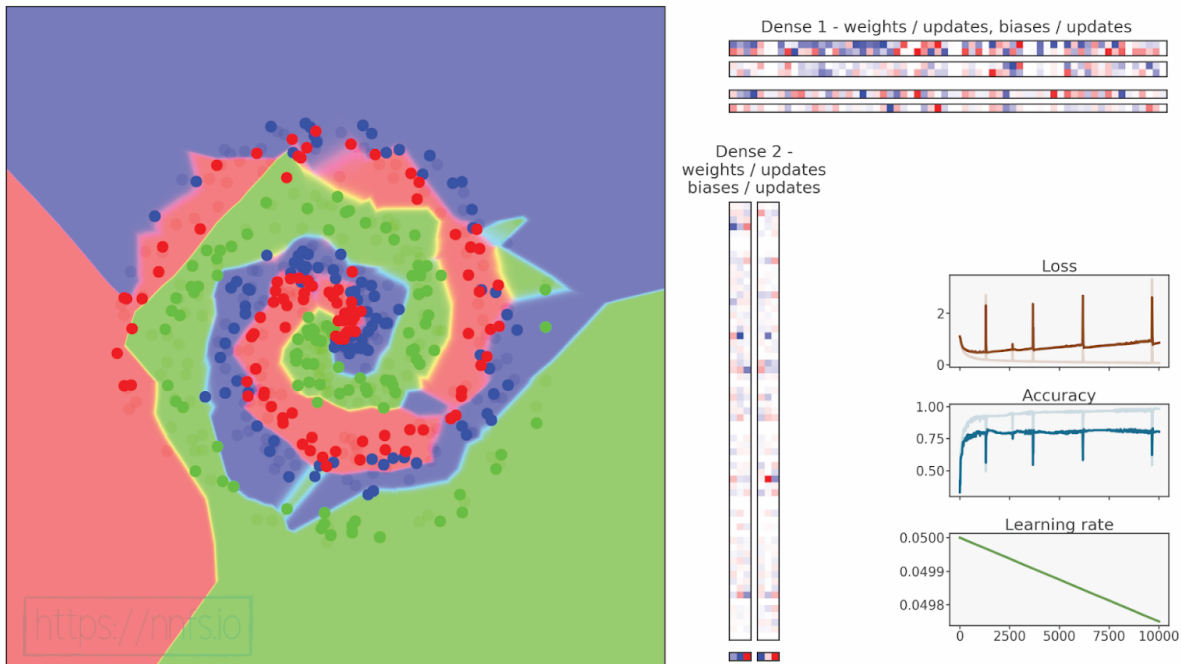 Dense 1 - weights / updates, biases / updates
Dense 2 -
weights / updates
biases / updates
Loss
2
0
Accuracy
1.00
0.75
0.50
Learning rate
0.0500
0.0499
0.0498
0
2500
5000
7500
10000
https://nnfs.io